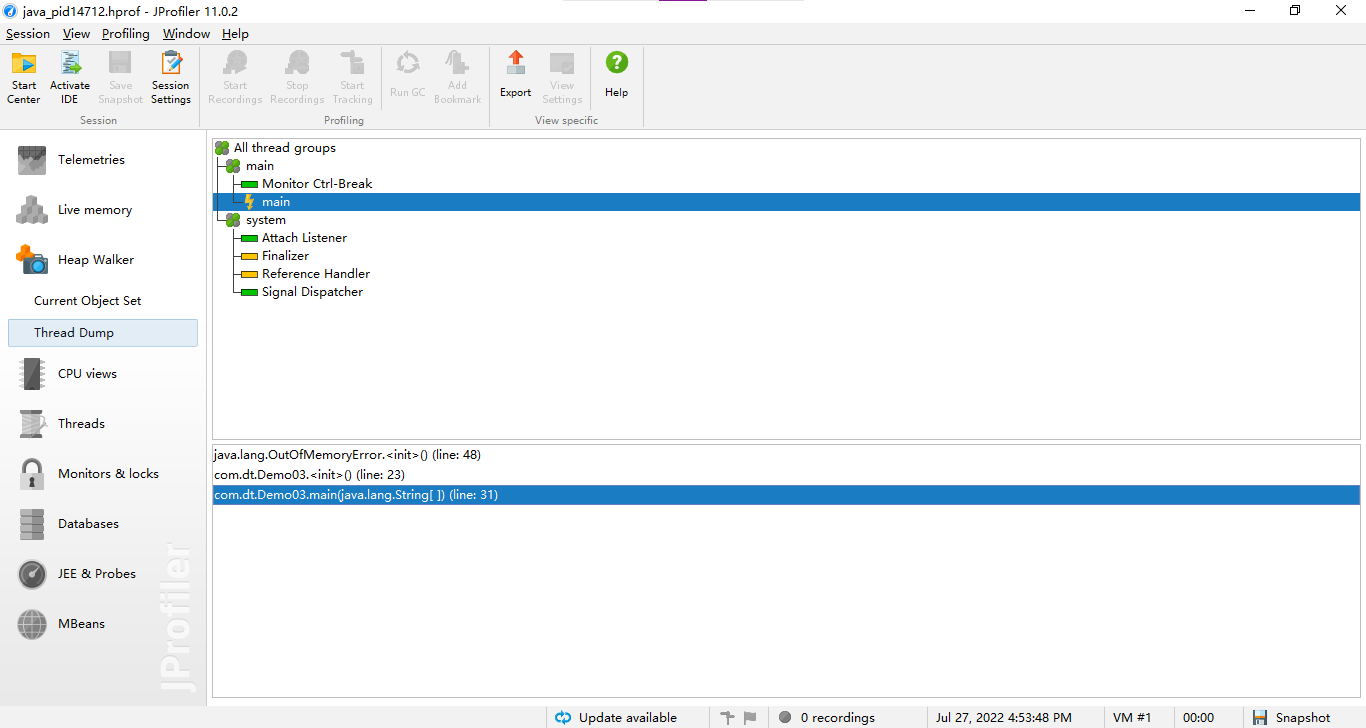 java_pid14712.hprof - JProfiler 11.0.2
Session View Profiling Window Help
Start Center
Activate IDE
Save Snapshot
Session Settings
Start Recordings
Stop Recordings
Start Tracking
Run GC
Add Bookmark
Export
View Settings
Help
Session
Profiling
View specific
Telemetries
Live memory
Heap Walker
Current Object Set
Thread Dump
CPU views
Threads
Monitors & locks
Databases
JEE & Probes
MBeans
JProfiler
All thread groups
main
Monitor Ctrl-Break
main
system
Attach Listener
Finalizer
Reference Handler
Signal Dispatcher
java.lang.OutOfMemoryError.<init>() (line: 48)
com.dt.Demo03.<init>() (line: 23)
com.dt.Demo03.main(java.lang.String[ ]) (line: 31)
Update available
0 recordings
Jul 27, 2022 4:53:48 PM
VM #1
00:00
Snapshot